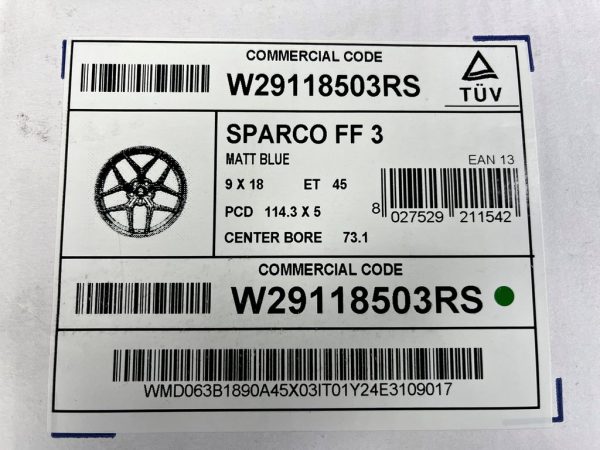 COMMERCIAL CODE
W29118503RS
TÜV
SPARCO FF 3
MATT BLUE
EAN 13
9 X 18 ET 45
PCD 114.3 X 5
8 027529 211542
CENTER BORE 73.1
COMMERCIAL CODE
W29118503RS
WMD063B1890A45X03IT01Y24E3109017